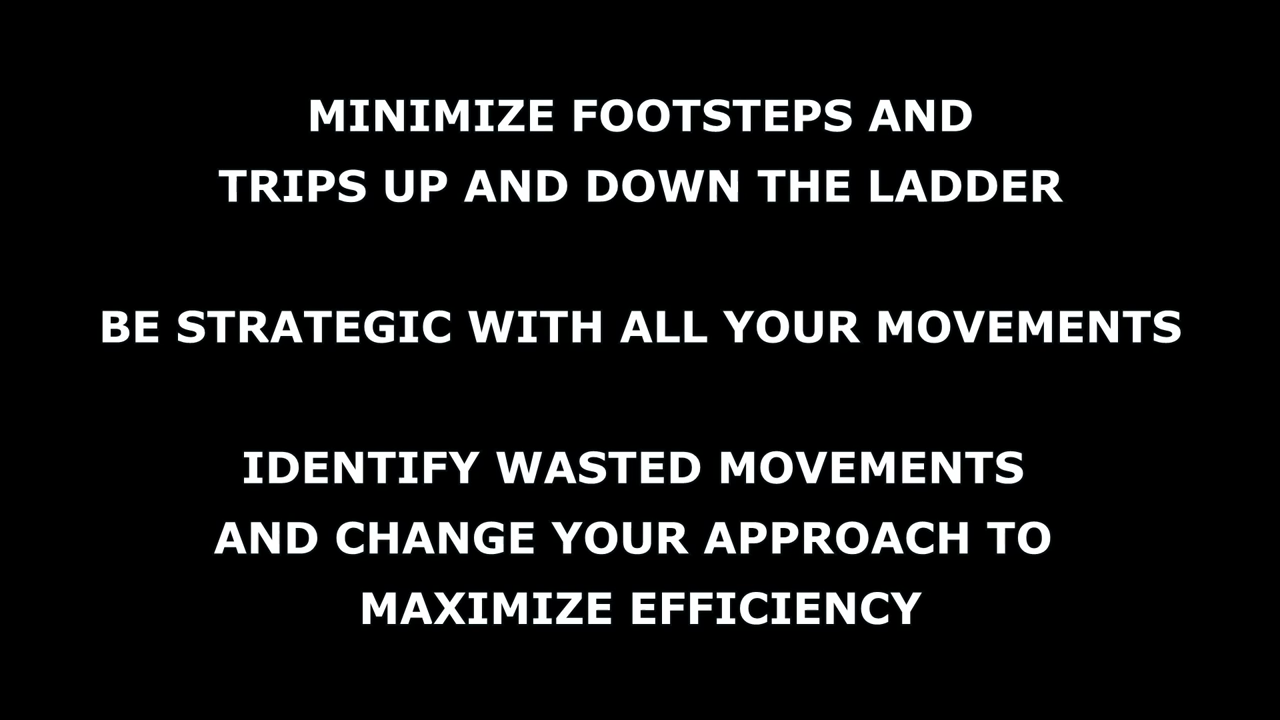 MINIMIZE FOOTSTEPS AND
TRIPS UP AND DOWN THE LADDER
BE STRATEGIC WITH ALL YOUR MOVEMENTS
IDENTIFY WASTED MOVEMENTS
AND CHANGE YOUR APPROACH TO
MAXIMIZE EFFICIENCY